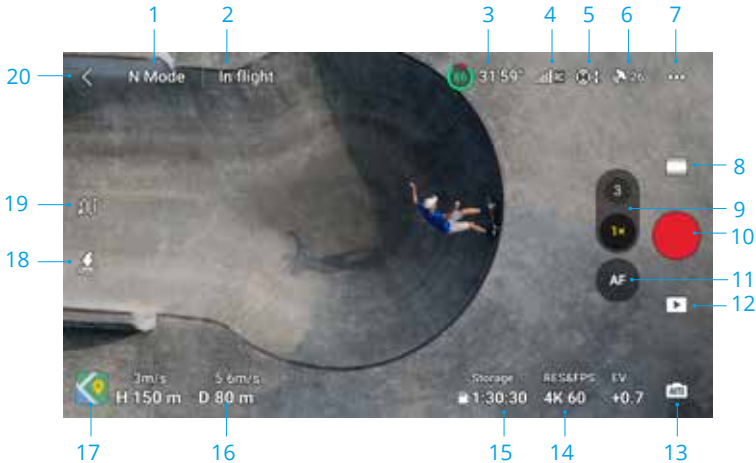 1 2 3 4 5 6 7
20 N Mode In flight 31'59" 26
8
3
9
19
1×
10
18
AF
11
12
3m/s 5.6m/s Storage RES&FPS EV
H 150 m D 80 m 1:30:30 4K 60 +0.7 AUTO
17 16 15 14 13